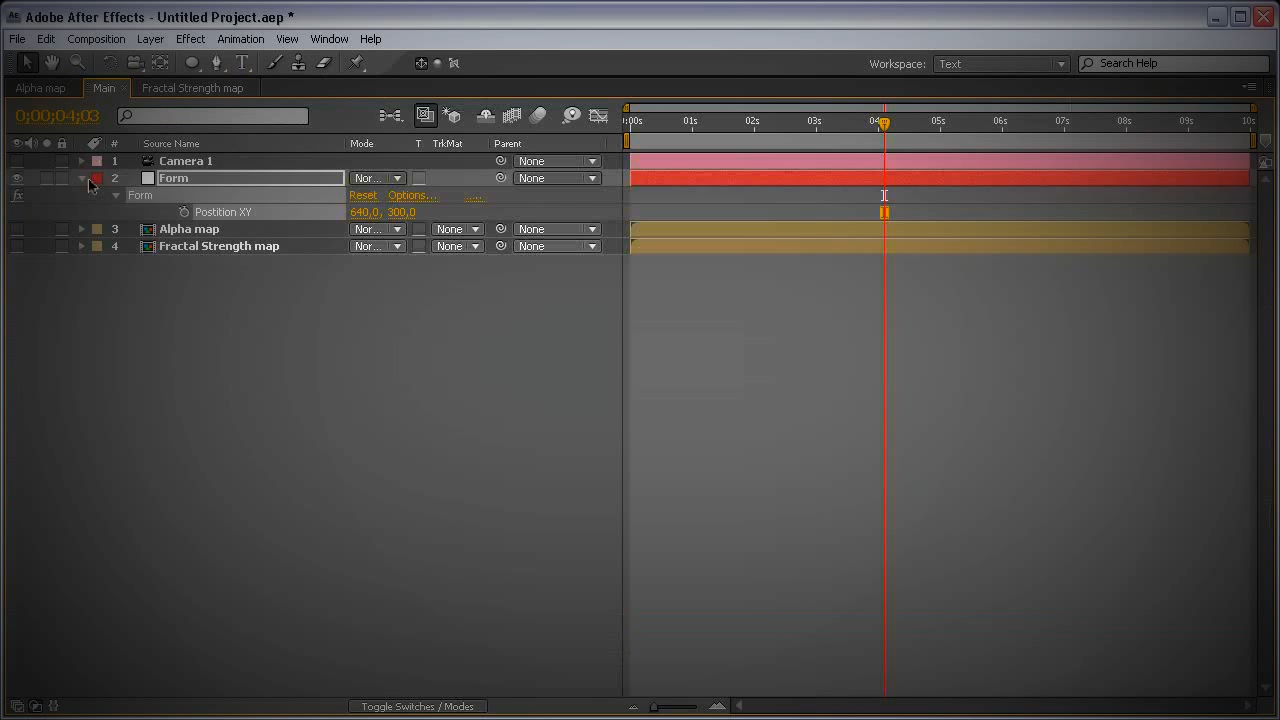 Adobe After Effects - Untitled Project.aep *
File Edit Composition Layer Effect Animation View Window Help
Workspace: Text Search Help
Alpha map Main × Fractal Strength map
0;00;04;03
0:00s 01s 02s 03s 04s 05s 06s 07s 08s 09s 10s
# Source Name Mode T TrkMat Parent
1 Camera 1 None
2 Form Nor... None
fx Form Reset Options... ......
Position XY 640,0, 300,0
3 Alpha map Nor... None None
4 Fractal Strength map Nor... None None
Toggle Switches / Modes